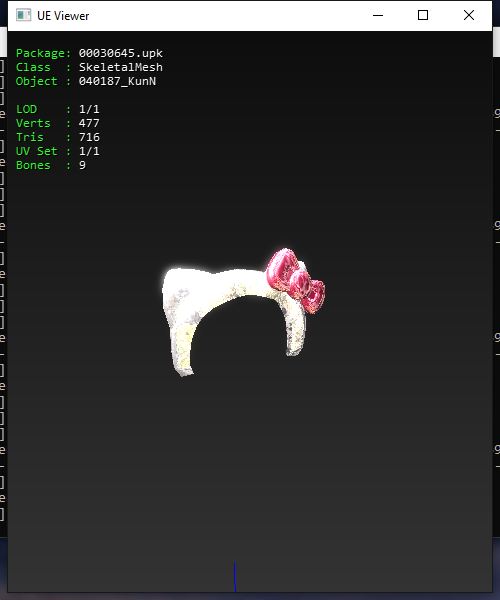 UE Viewer
Package: 00030645.upk
Class : SkeletalMesh
Object : 040187_KunN
LOD : 1/1
Verts : 477
Tris : 716
UV Set : 1/1
Bones : 9